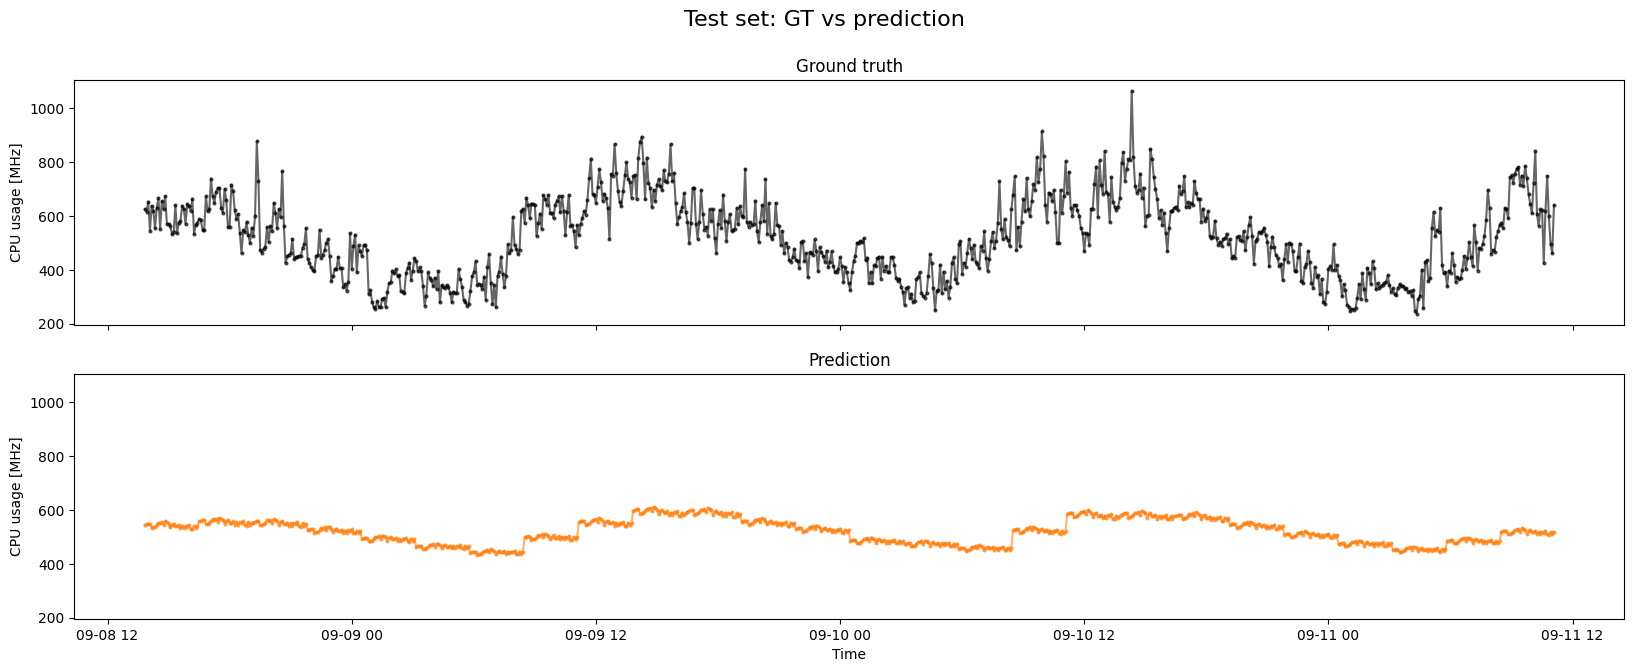 Test set: GT vs prediction
Ground truth
CPU usage [MHz]
1000
800
600
400
200
Prediction
CPU usage [MHz]
1000
800
600
400
200
09-08 12
09-09 00
09-09 12
09-10 00
09-10 12
09-11 00
09-11 12
Time